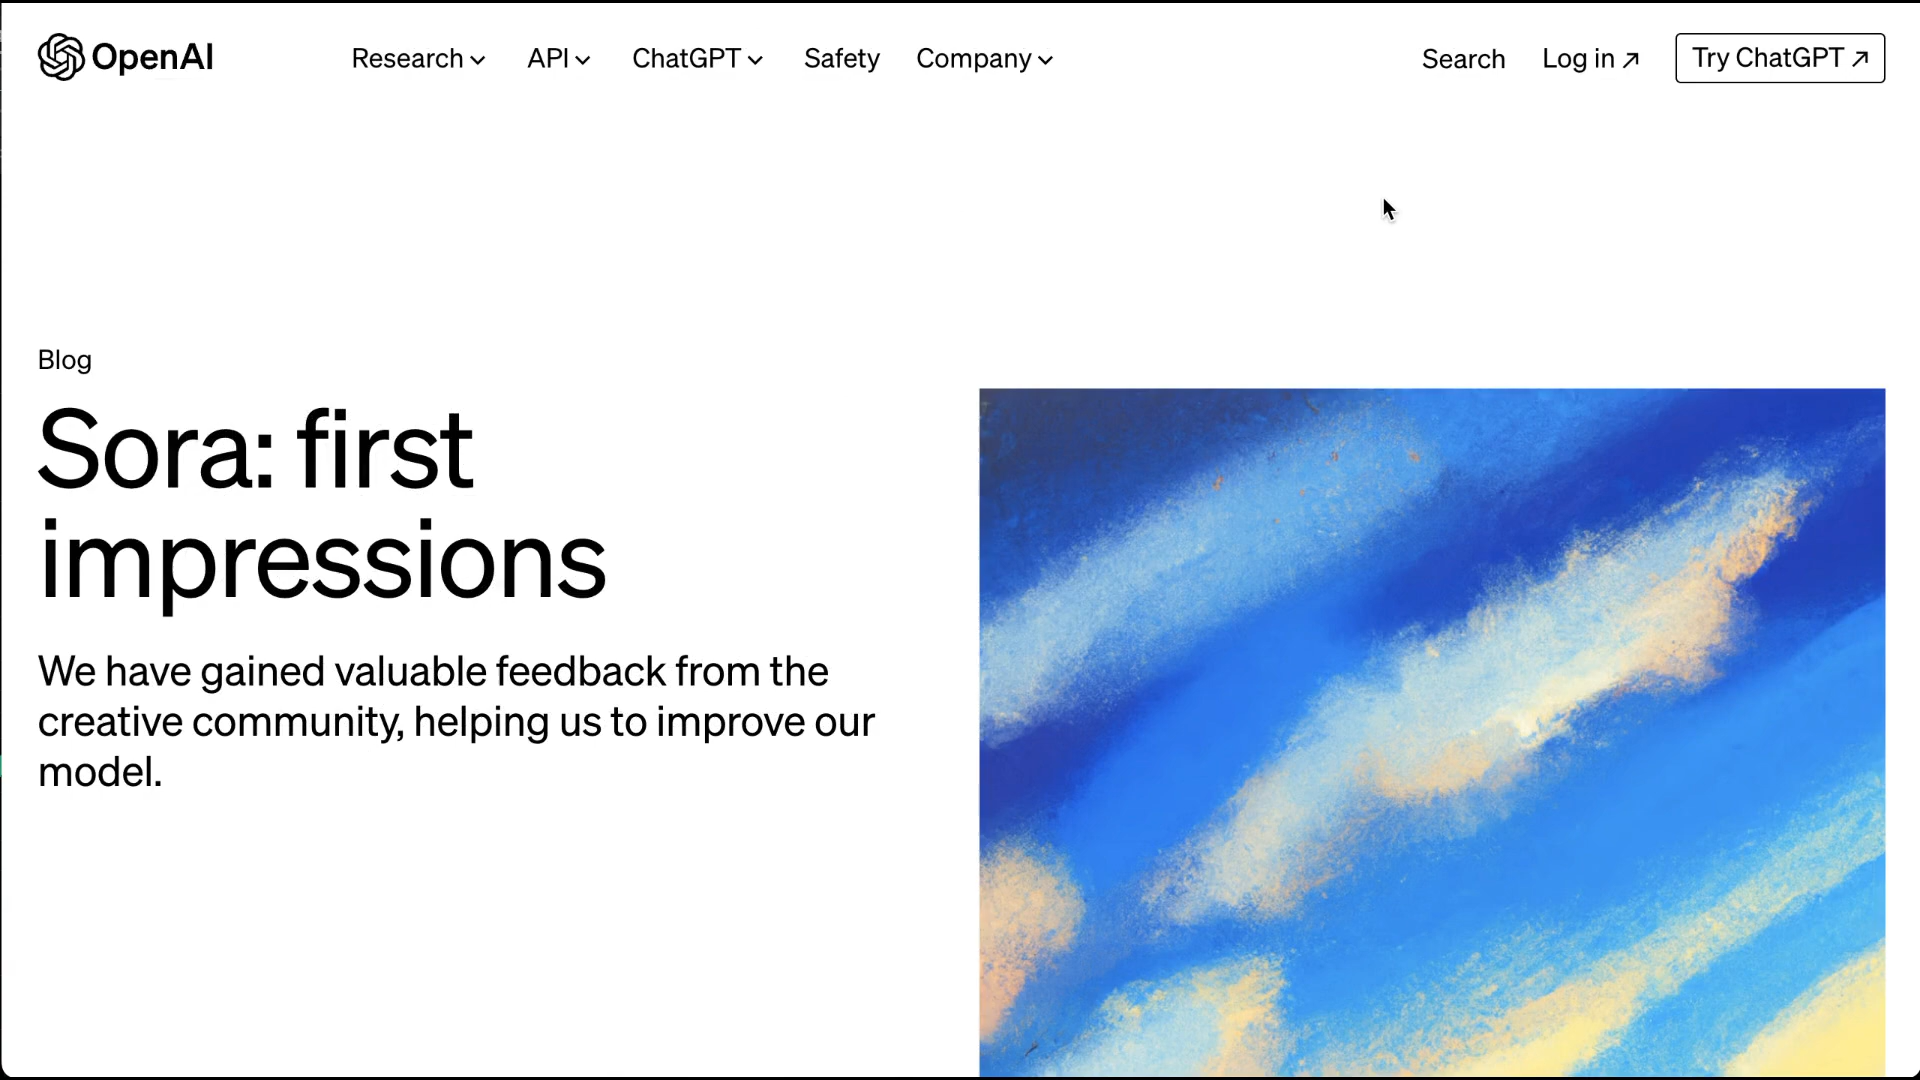 OpenAI
Research
API
ChatGPT
Safety
Company
Search
Log in ↗
Try ChatGPT ↗
Blog
Sora: first
impressions
We have gained valuable feedback from the
creative community, helping us to improve our
model.